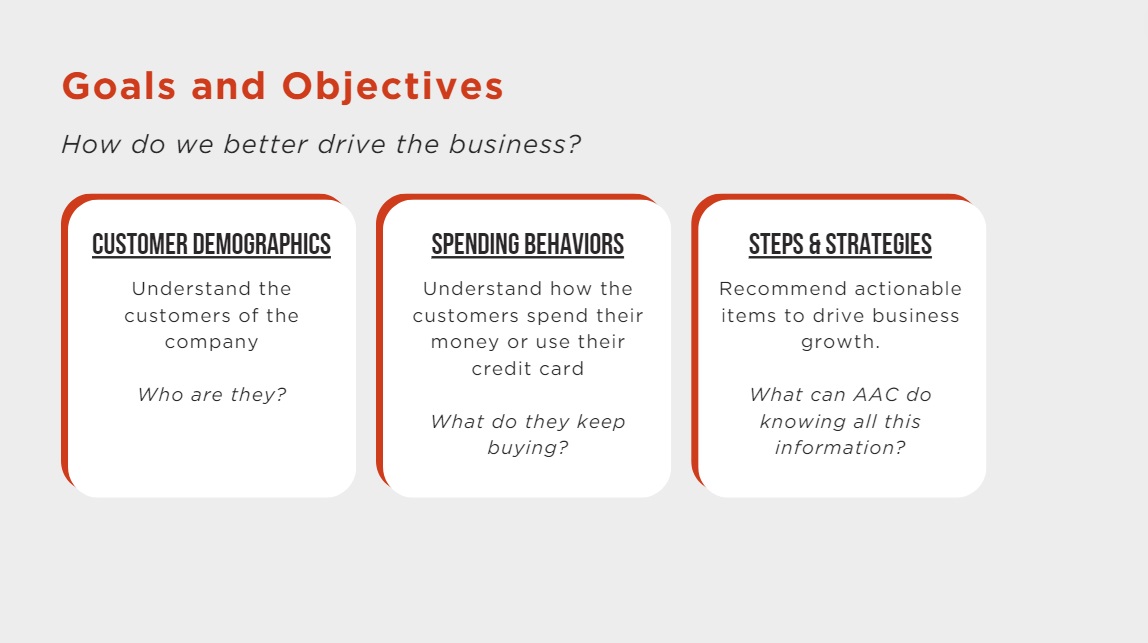 Goals and Objectives
How do we better drive the business?
CUSTOMER DEMOGRAPHICS
Understand the
customers of the
company
Who are they?
SPENDING BEHAVIORS
Understand how the
customers spend their
money or use their
credit card
What do they keep
buying?
STEPS & STRATEGIES
Recommend actionable
items to drive business
growth.
What can AAC do
knowing all this
information?